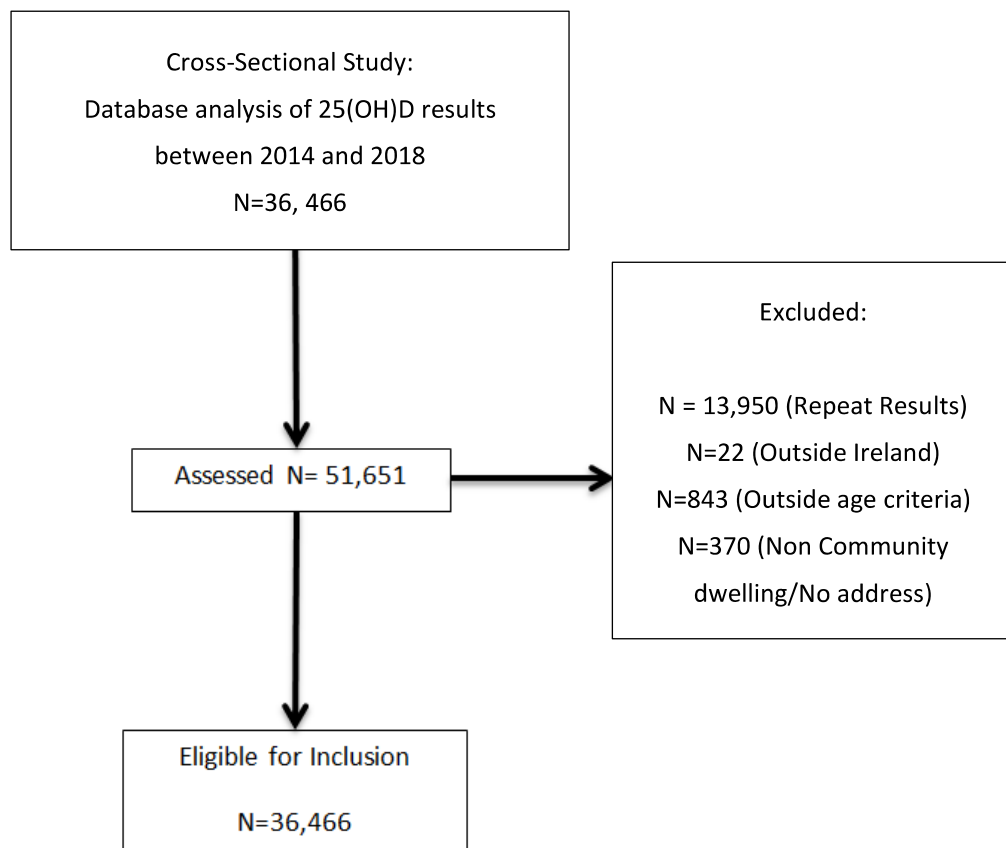 Cross-Sectional Study:
Database analysis of 25(OH)D results
between 2014 and 2018
N=36, 466
Excluded:
N = 13,950 (Repeat Results)
N=22 (Outside Ireland)
N=843 (Outside age criteria)
N=370 (Non Community
dwelling/No address)
Assessed N= 51,651
Eligible for Inclusion
N=36,466